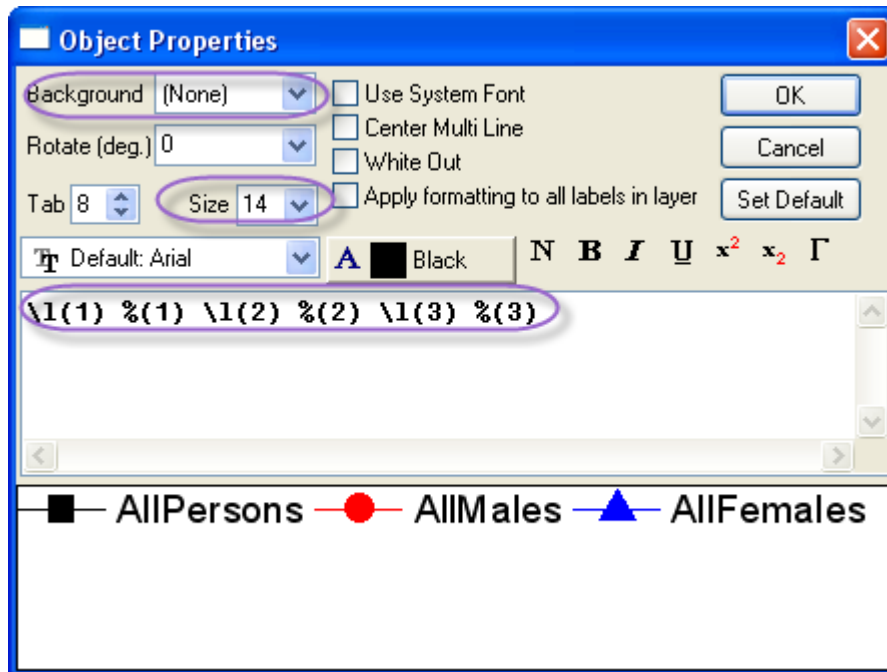 Object Properties
Background (None) Use System Font OK
Center Multi Line
Rotate (deg.) 0 White Out Cancel
Tab 8 Size 14 Apply formatting to all labels in layer Set Default
Default: Arial A Black N B I U x² x₂ Γ
\l(1) %(1) \l(2) %(2) \l(3) %(3)
AllPersons AllMales AllFemales